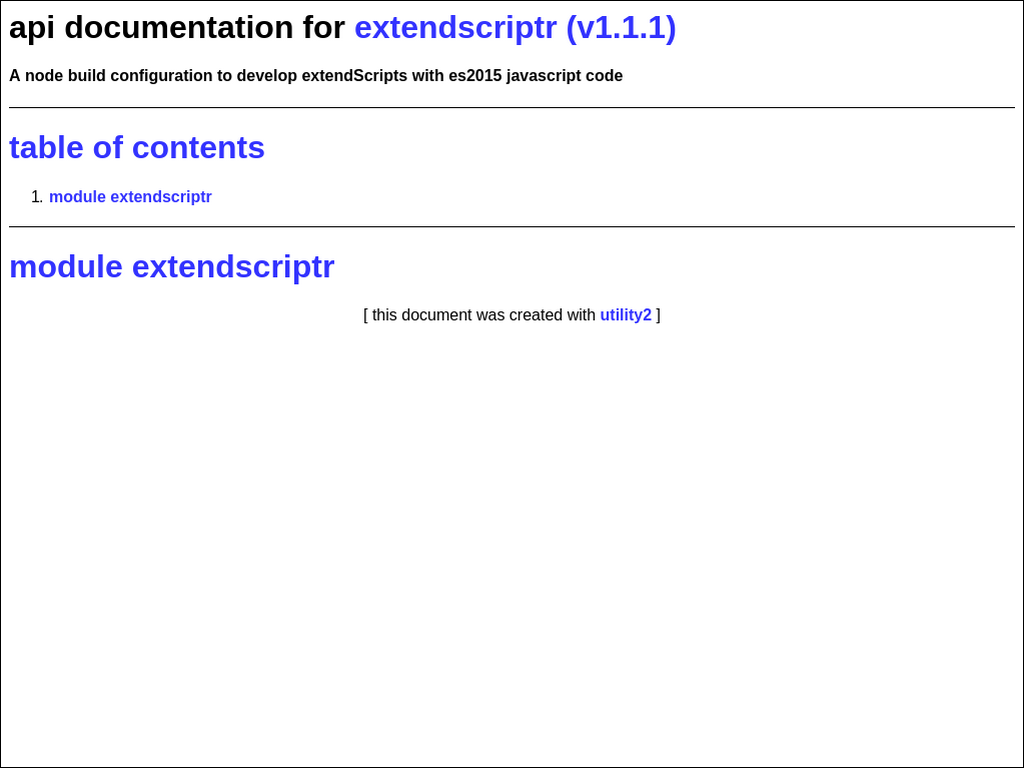 api documentation for extendscriptr (v1.1.1)
A node build configuration to develop extendScripts with es2015 javascript code
table of contents
1. module extendscriptr
module extendscriptr
[ this document was created with utility2 ]